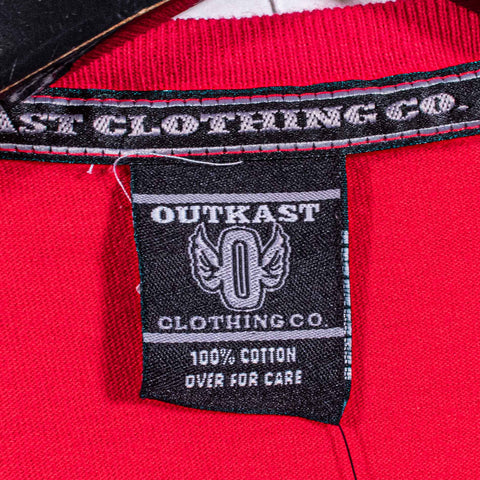 AST CLOTHING CO.
OUTKAST
O
CLOTHING CO.
100% COTTON
OVER FOR CARE